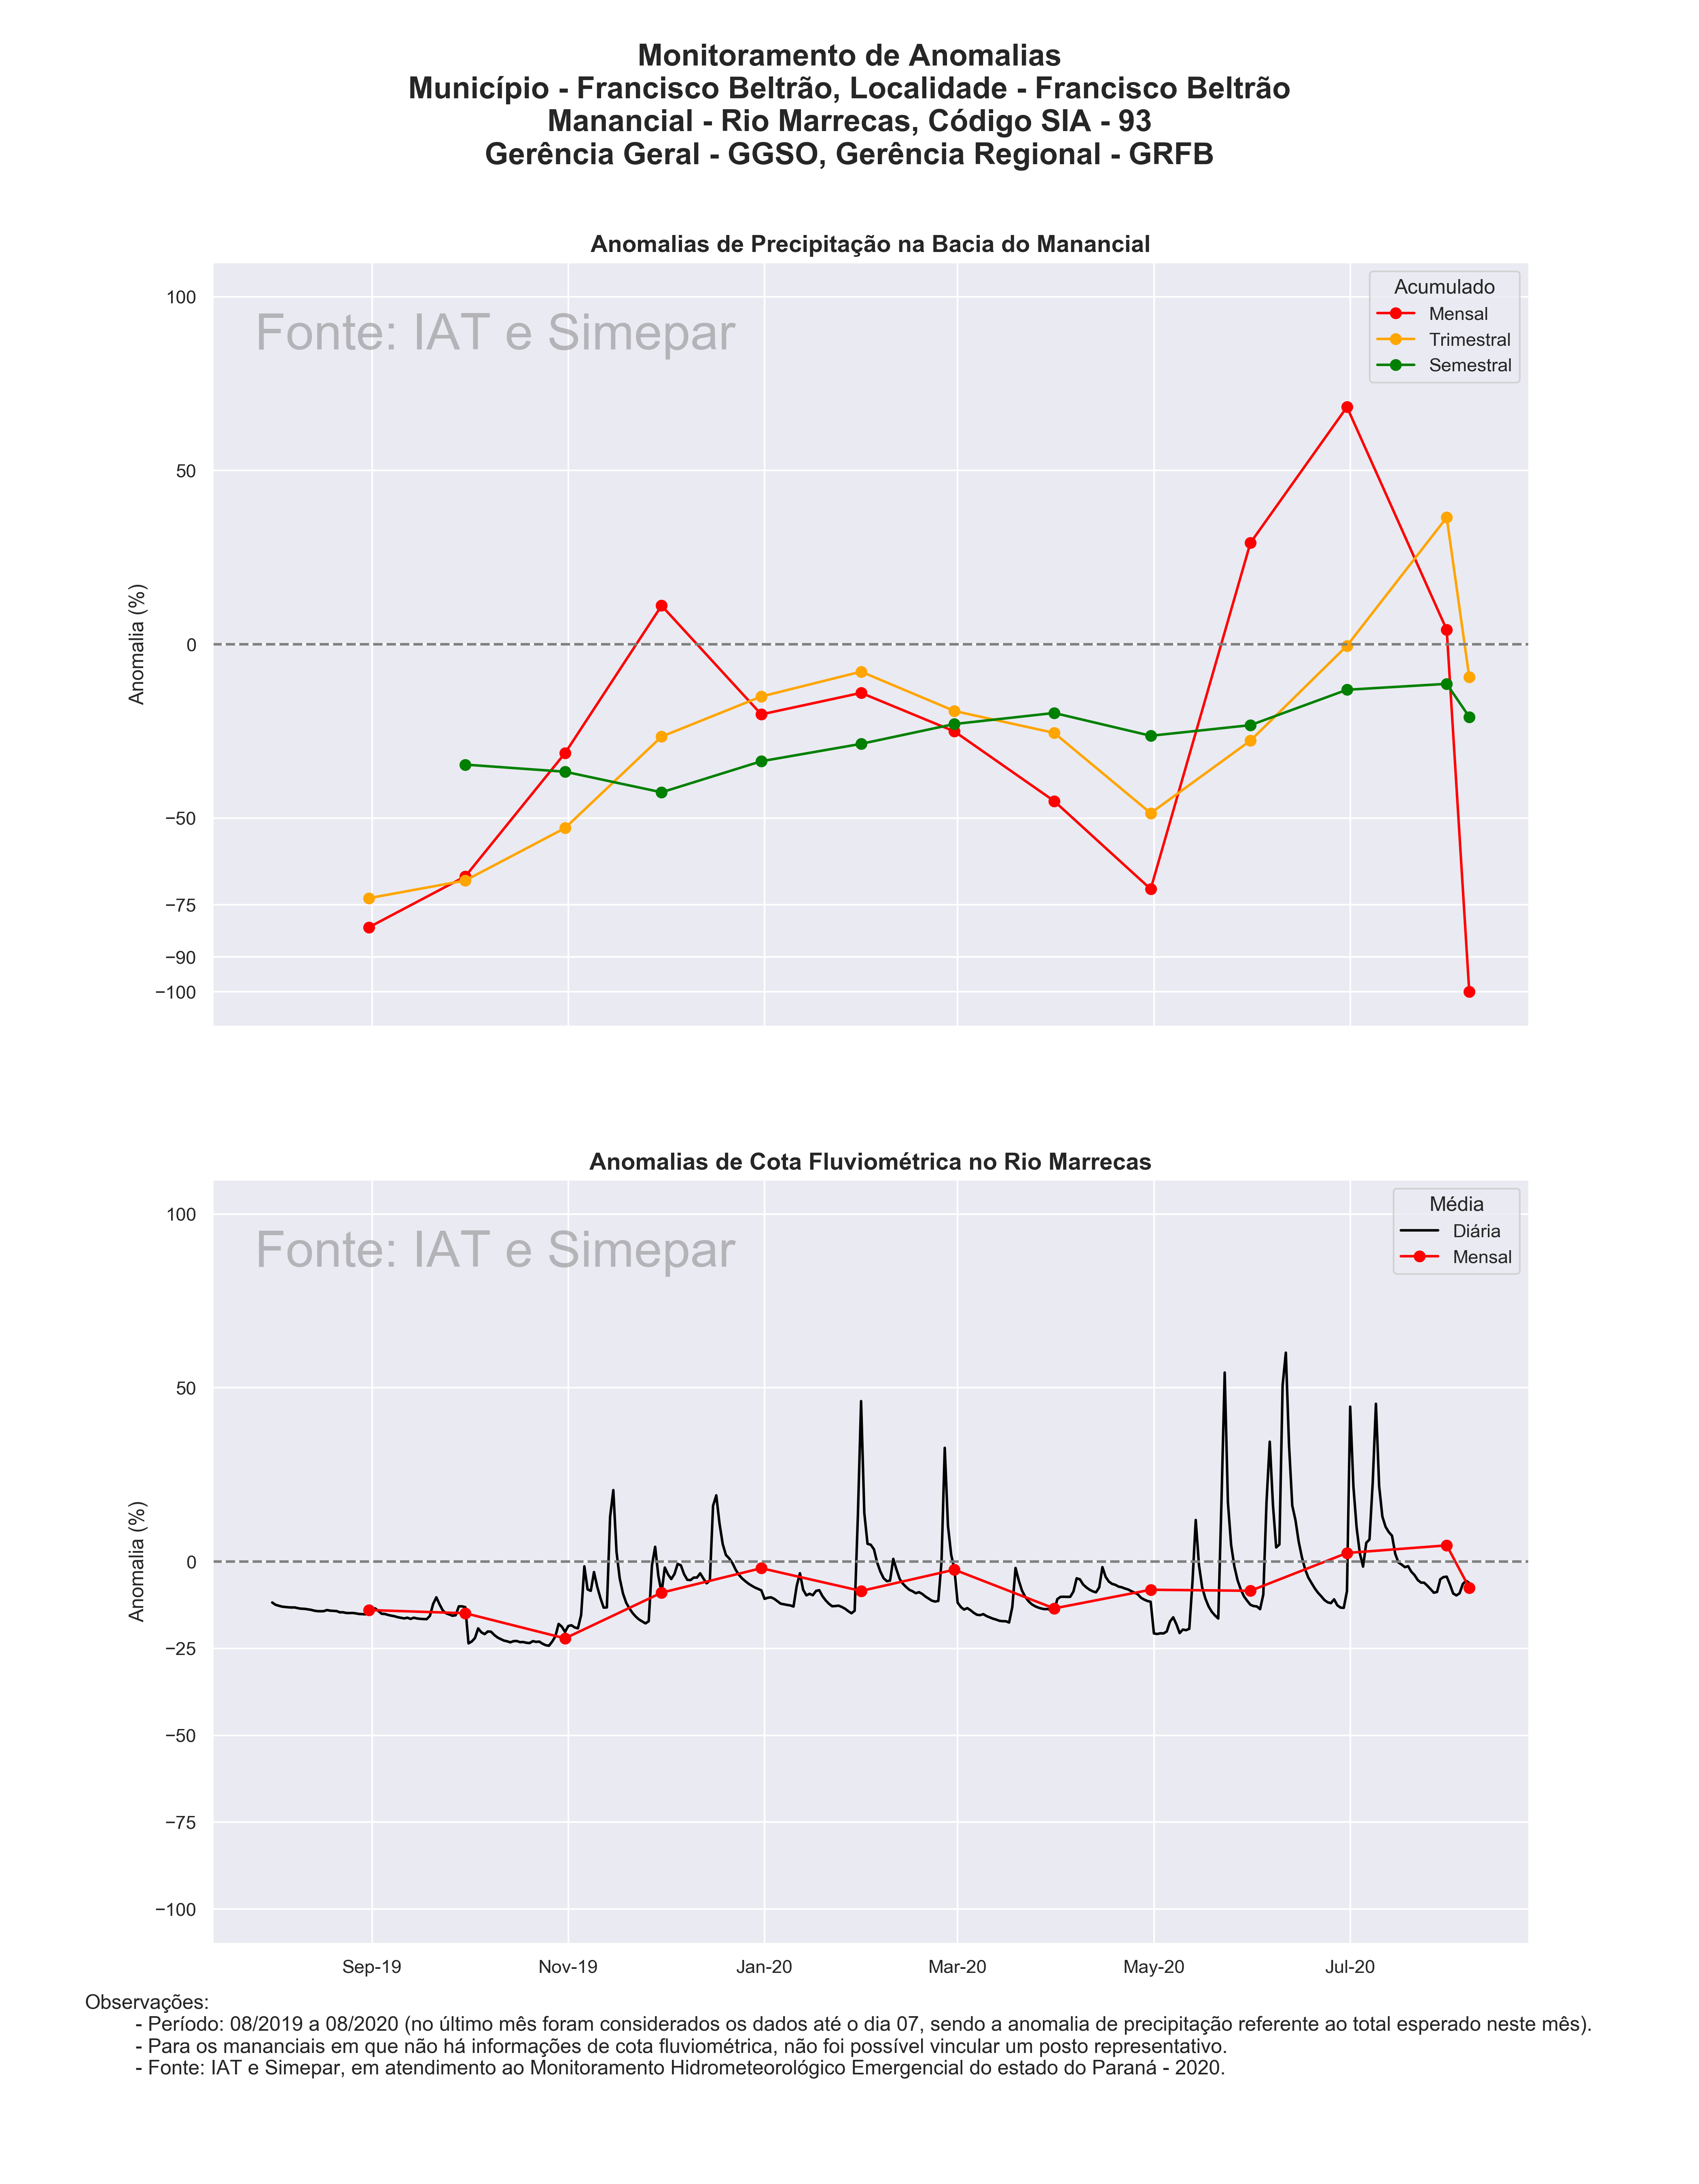 Monitoramento de Anomalias
Município - Francisco Beltrão, Localidade - Francisco Beltrão
Manancial - Rio Marrecas, Código SIA - 93
Gerência Geral - GGSO, Gerência Regional - GRFB
Anomalias de Precipitação na Bacia do Manancial
Fonte: IAT e Simepar
Acumulado
Mensal
Trimestral
Semestral
Anomalia (%)
100
50
0
−50
−75
−90
−100
Anomalias de Cota Fluviométrica no Rio Marrecas
Fonte: IAT e Simepar
Média
Diária
Mensal
Anomalia (%)
100
50
0
−25
−50
−75
−100
Sep-19 Nov-19 Jan-20 Mar-20 May-20 Jul-20
Observações:
- Período: 08/2019 a 08/2020 (no último mês foram considerados os dados até o dia 07, sendo a anomalia de precipitação referente ao total esperado neste mês).
- Para os mananciais em que não há informações de cota fluviométrica, não foi possível vincular um posto representativo.
- Fonte: IAT e Simepar, em atendimento ao Monitoramento Hidrometeorológico Emergencial do estado do Paraná - 2020.